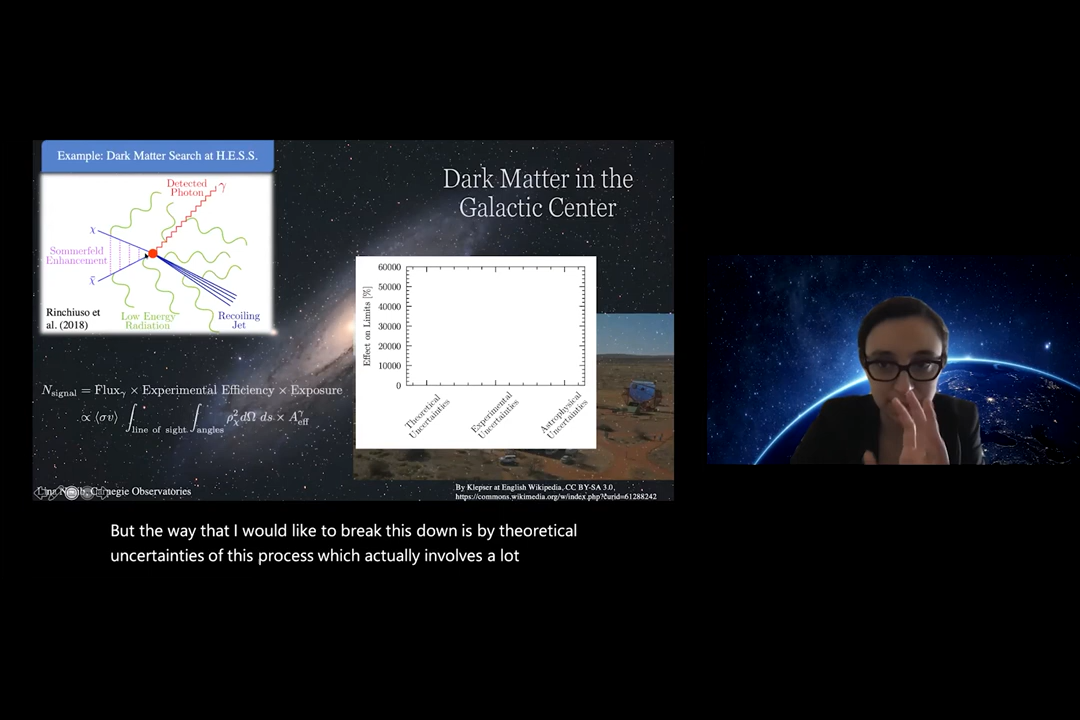 Example: Dark Matter Search at H.E.S.S.
Detected
Photon
γ
χ
Sommerfeld
Enhancement
χ̄
Rinchiuso et
al. (2018)
Low Energy
Radiation
Recoiling
Jet
Dark Matter in the
Galactic Center
Effect on Limits [%]
60000
50000
40000
30000
20000
10000
0
Theoretical
Uncertainties
Experimental
Uncertainties
Astrophysical
Uncertainties
N_signal = Flux_γ × Experimental Efficiency × Exposure
∝ ⟨σv⟩ ∫_line of sight ∫_angles ρ_χ^2 dΩ ds × A_eff^γ
Carnegie Observatories
By Klepser at English Wikipedia, CC BY-SA 3.0,
https://commons.wikimedia.org/w/index.php?curid=61288242
But the way that I would like to break this down is by theoretical
uncertainties of this process which actually involves a lot